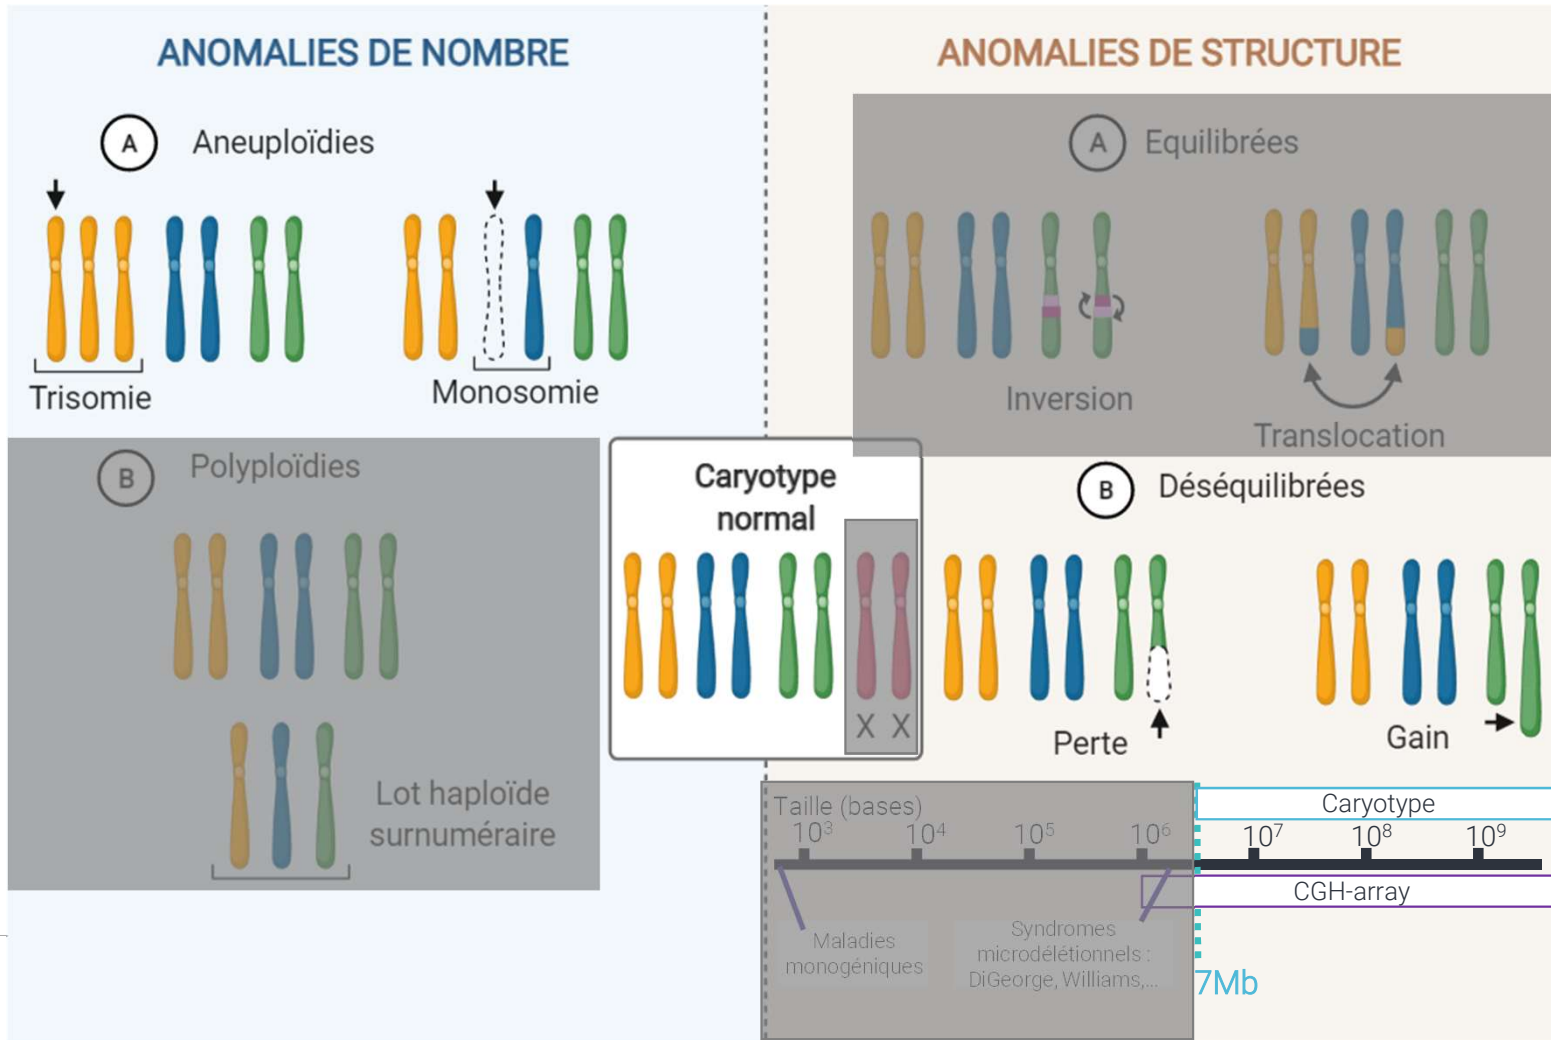 ANOMALIES DE NOMBRE
A Aneuploïdies
Trisomie
Monosomie
B Polyploïdies
Lot haploïde
surnuméraire
Caryotype
normal
X X
ANOMALIES DE STRUCTURE
A Equilibrées
Inversion
Translocation
B Déséquilibrées
Perte
Gain
Taille (bases)
Caryotype
10³ 10⁴ 10⁵ 10⁶ 10⁷ 10⁸ 10⁹
CGH-array
Maladies
monogéniques
Syndromes
microdélétionnels :
DiGeorge, Williams,...
7Mb